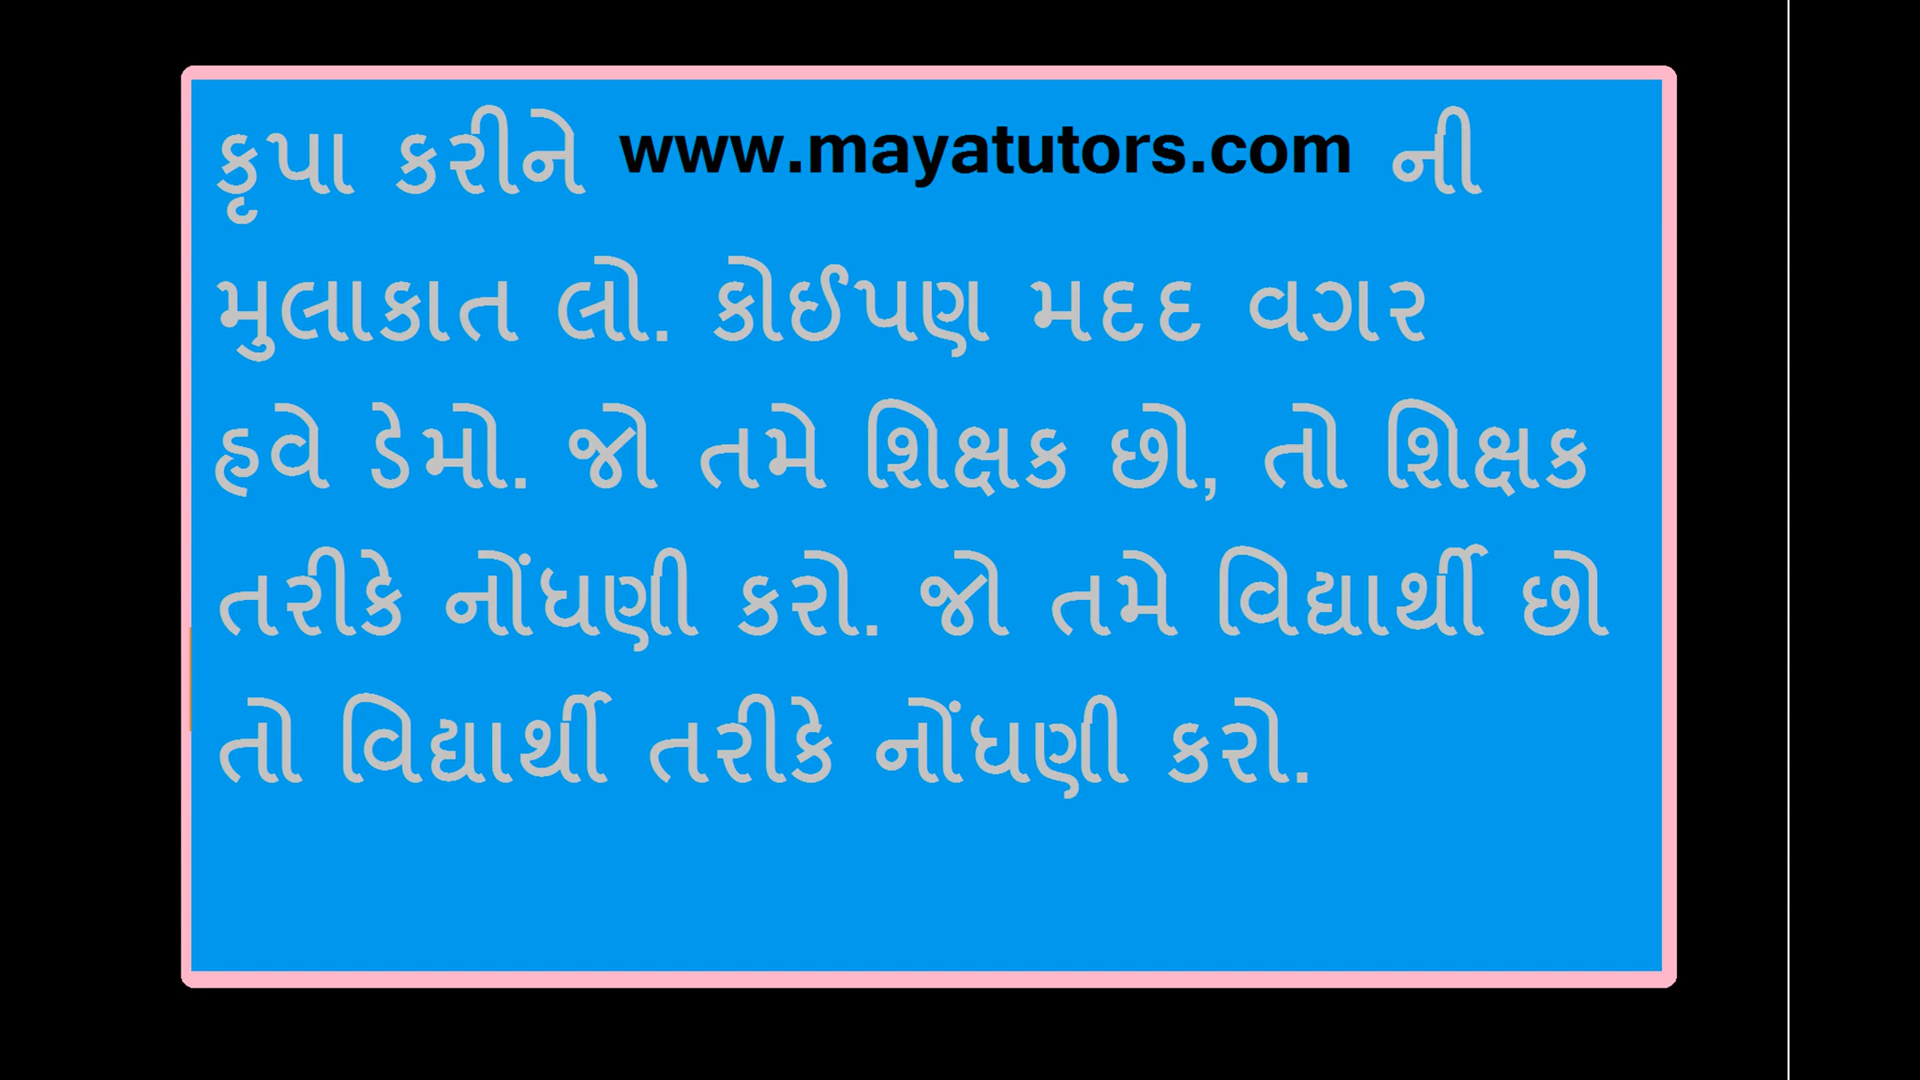 કૃપા કરીને www.mayatutors.com ની
મુલાકાત લો. કોઈપણ મદદ વગર
હવે ડેમો. જો તમે શિક્ષક છો, તો શિક્ષક
તરીકે નોંધણી કરો. જો તમે વિદ્યાર્થી છો
તો વિદ્યાર્થી તરીકે નોંધણી કરો.